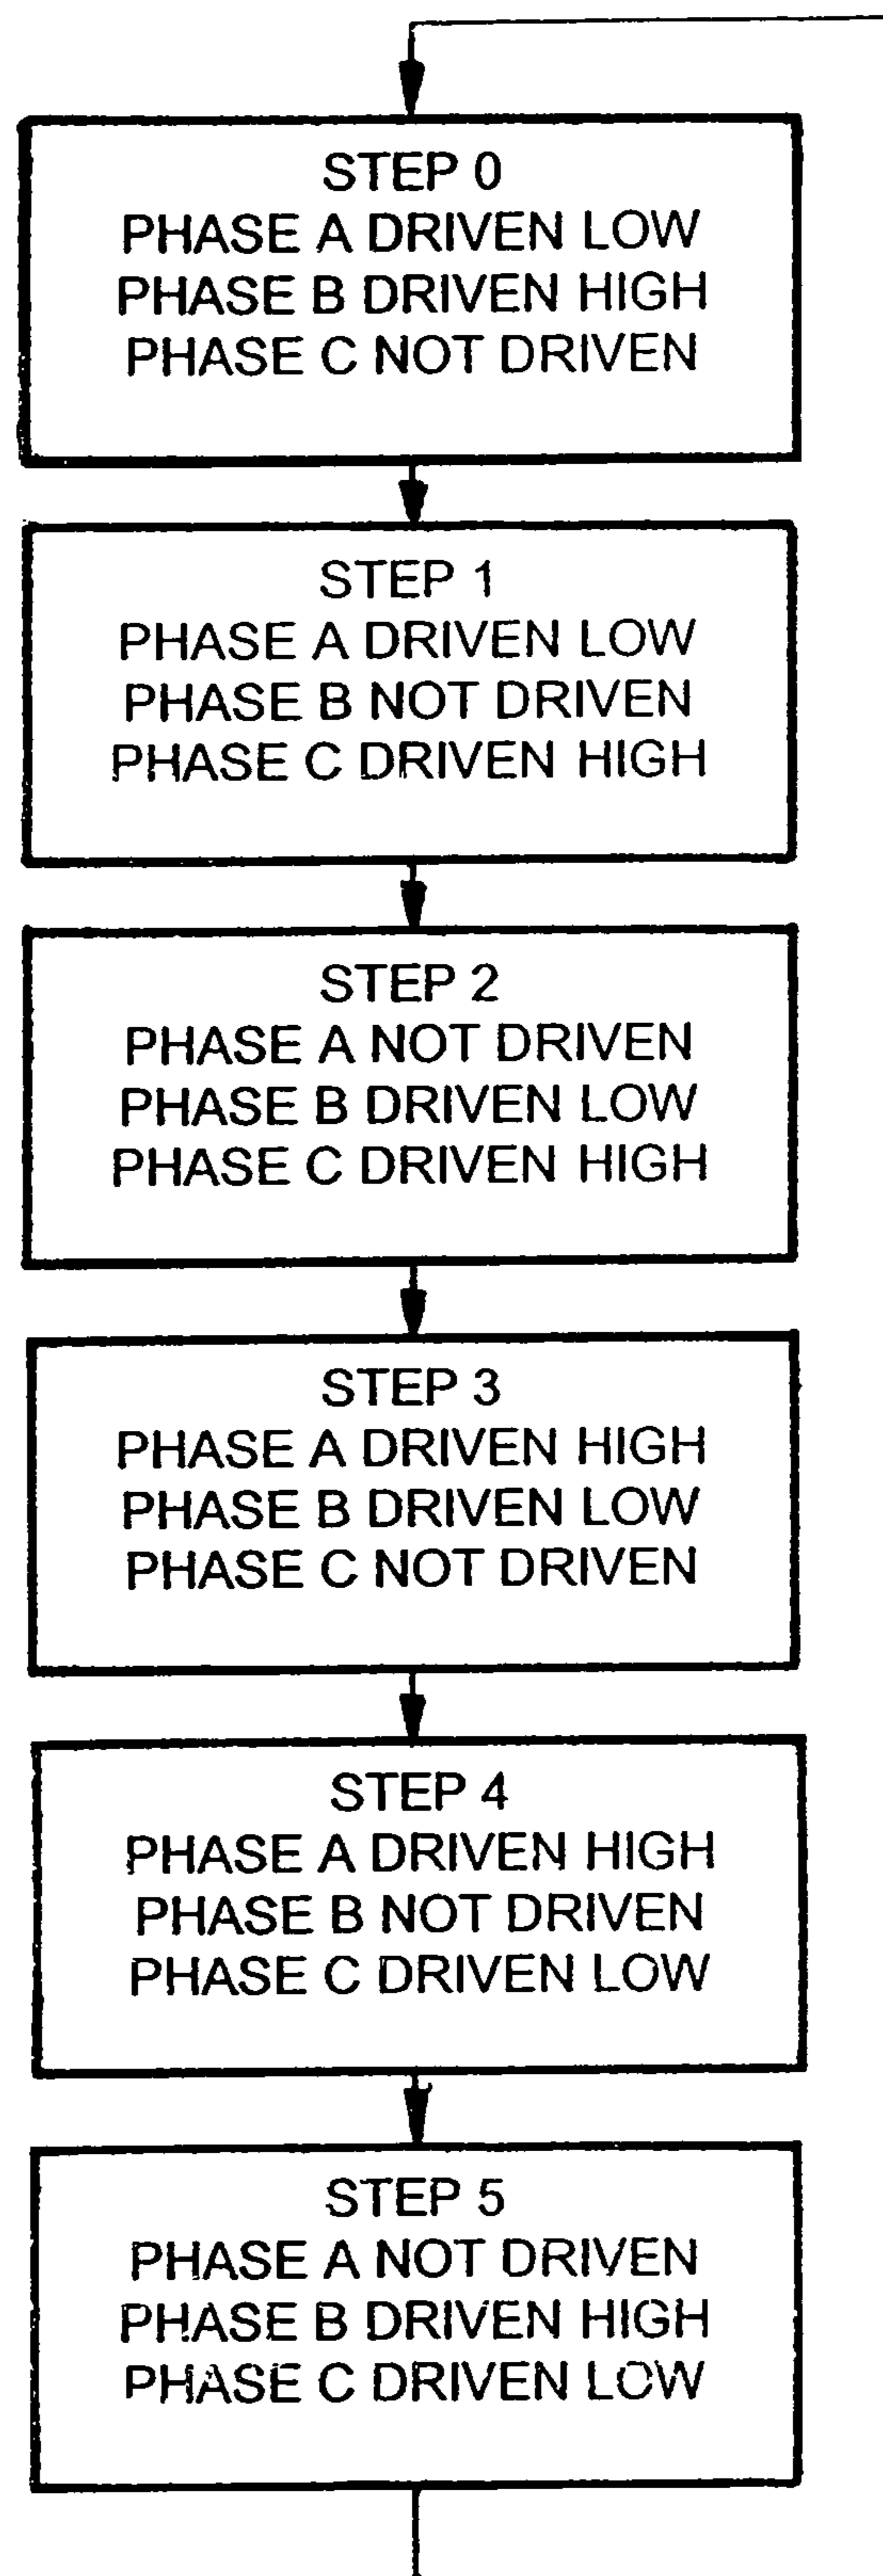 STEP 0
PHASE A DRIVEN LOW
PHASE B DRIVEN HIGH
PHASE C NOT DRIVEN
STEP 1
PHASE A DRIVEN LOW
PHASE B NOT DRIVEN
PHASE C DRIVEN HIGH
STEP 2
PHASE A NOT DRIVEN
PHASE B DRIVEN LOW
PHASE C DRIVEN HIGH
STEP 3
PHASE A DRIVEN HIGH
PHASE B DRIVEN LOW
PHASE C NOT DRIVEN
STEP 4
PHASE A DRIVEN HIGH
PHASE B NOT DRIVEN
PHASE C DRIVEN LOW
STEP 5
PHASE A NOT DRIVEN
PHASE B DRIVEN HIGH
PHASE C DRIVEN LOW